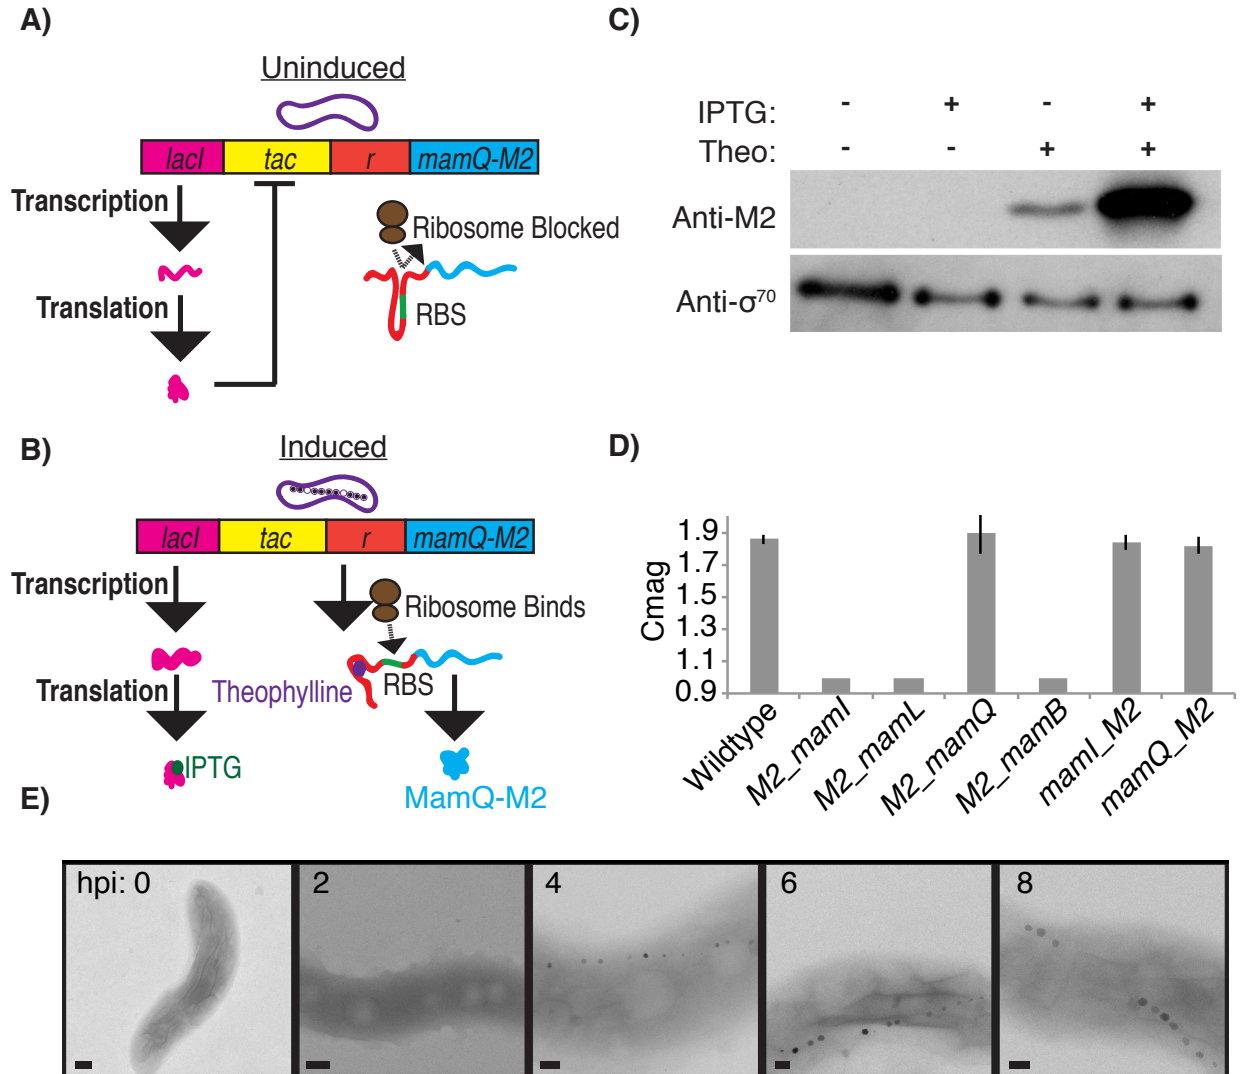 A)
Uninduced
lacI tac r mamQ-M2
Transcription
Ribosome Blocked
Translation
RBS
B)
Induced
lacI tac r mamQ-M2
Transcription
Ribosome Binds
Translation
Theophylline
RBS
IPTG
MamQ-M2
C)
IPTG: - + - +
Theo: - - + +
Anti-M2
Anti-σ⁷⁰
D)
Cmag
1.9
1.7
1.5
1.3
1.1
0.9
Wildtype
M2_mamI
M2_mamL
M2_mamQ
M2_mamB
mamI_M2
mamQ_M2
E)
hpi: 0
2
4
6
8